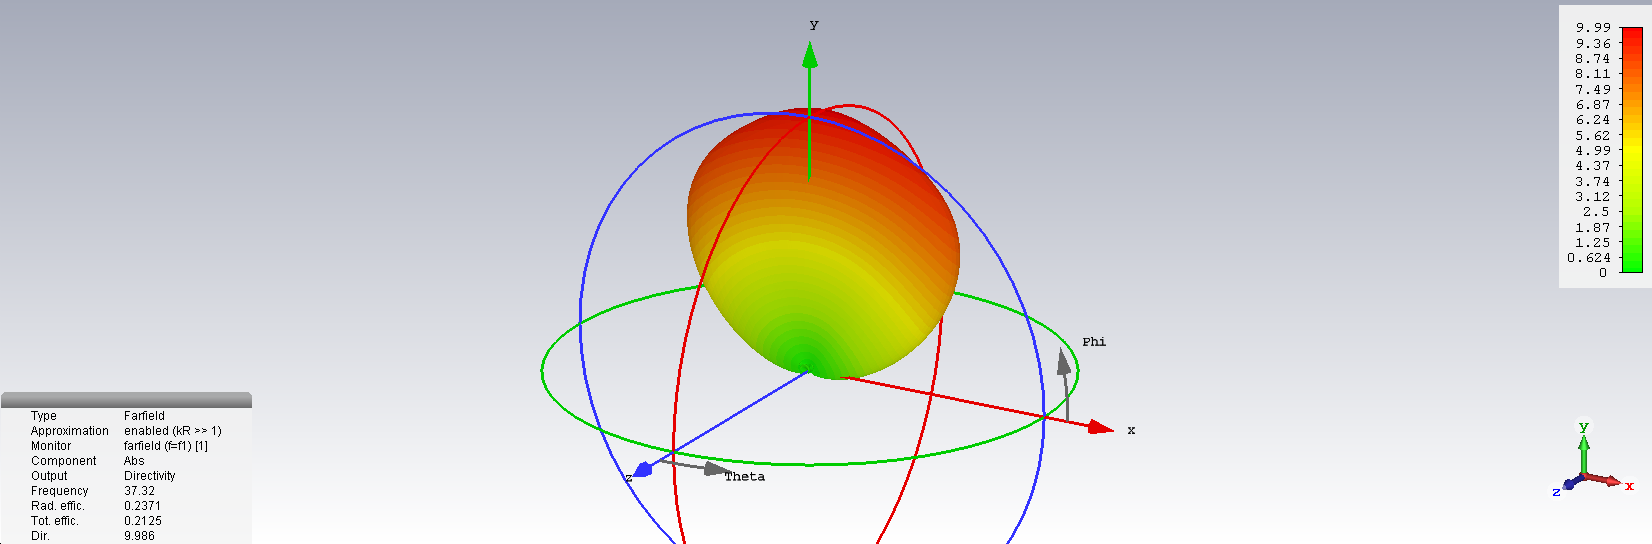 y
9.99
9.36
8.74
8.11
7.49
6.87
6.24
5.62
4.99
4.37
3.74
3.12
2.5
1.87
1.25
0.624
0
Phi
x
z
Theta
Type Farfield
Approximation enabled (kR >> 1)
Monitor farfield (f=f1) [1]
Component Abs
Output Directivity
Frequency 37.32
Rad. effic. 0.2371
Tot. effic. 0.2125
Dir. 9.986
y
x
z